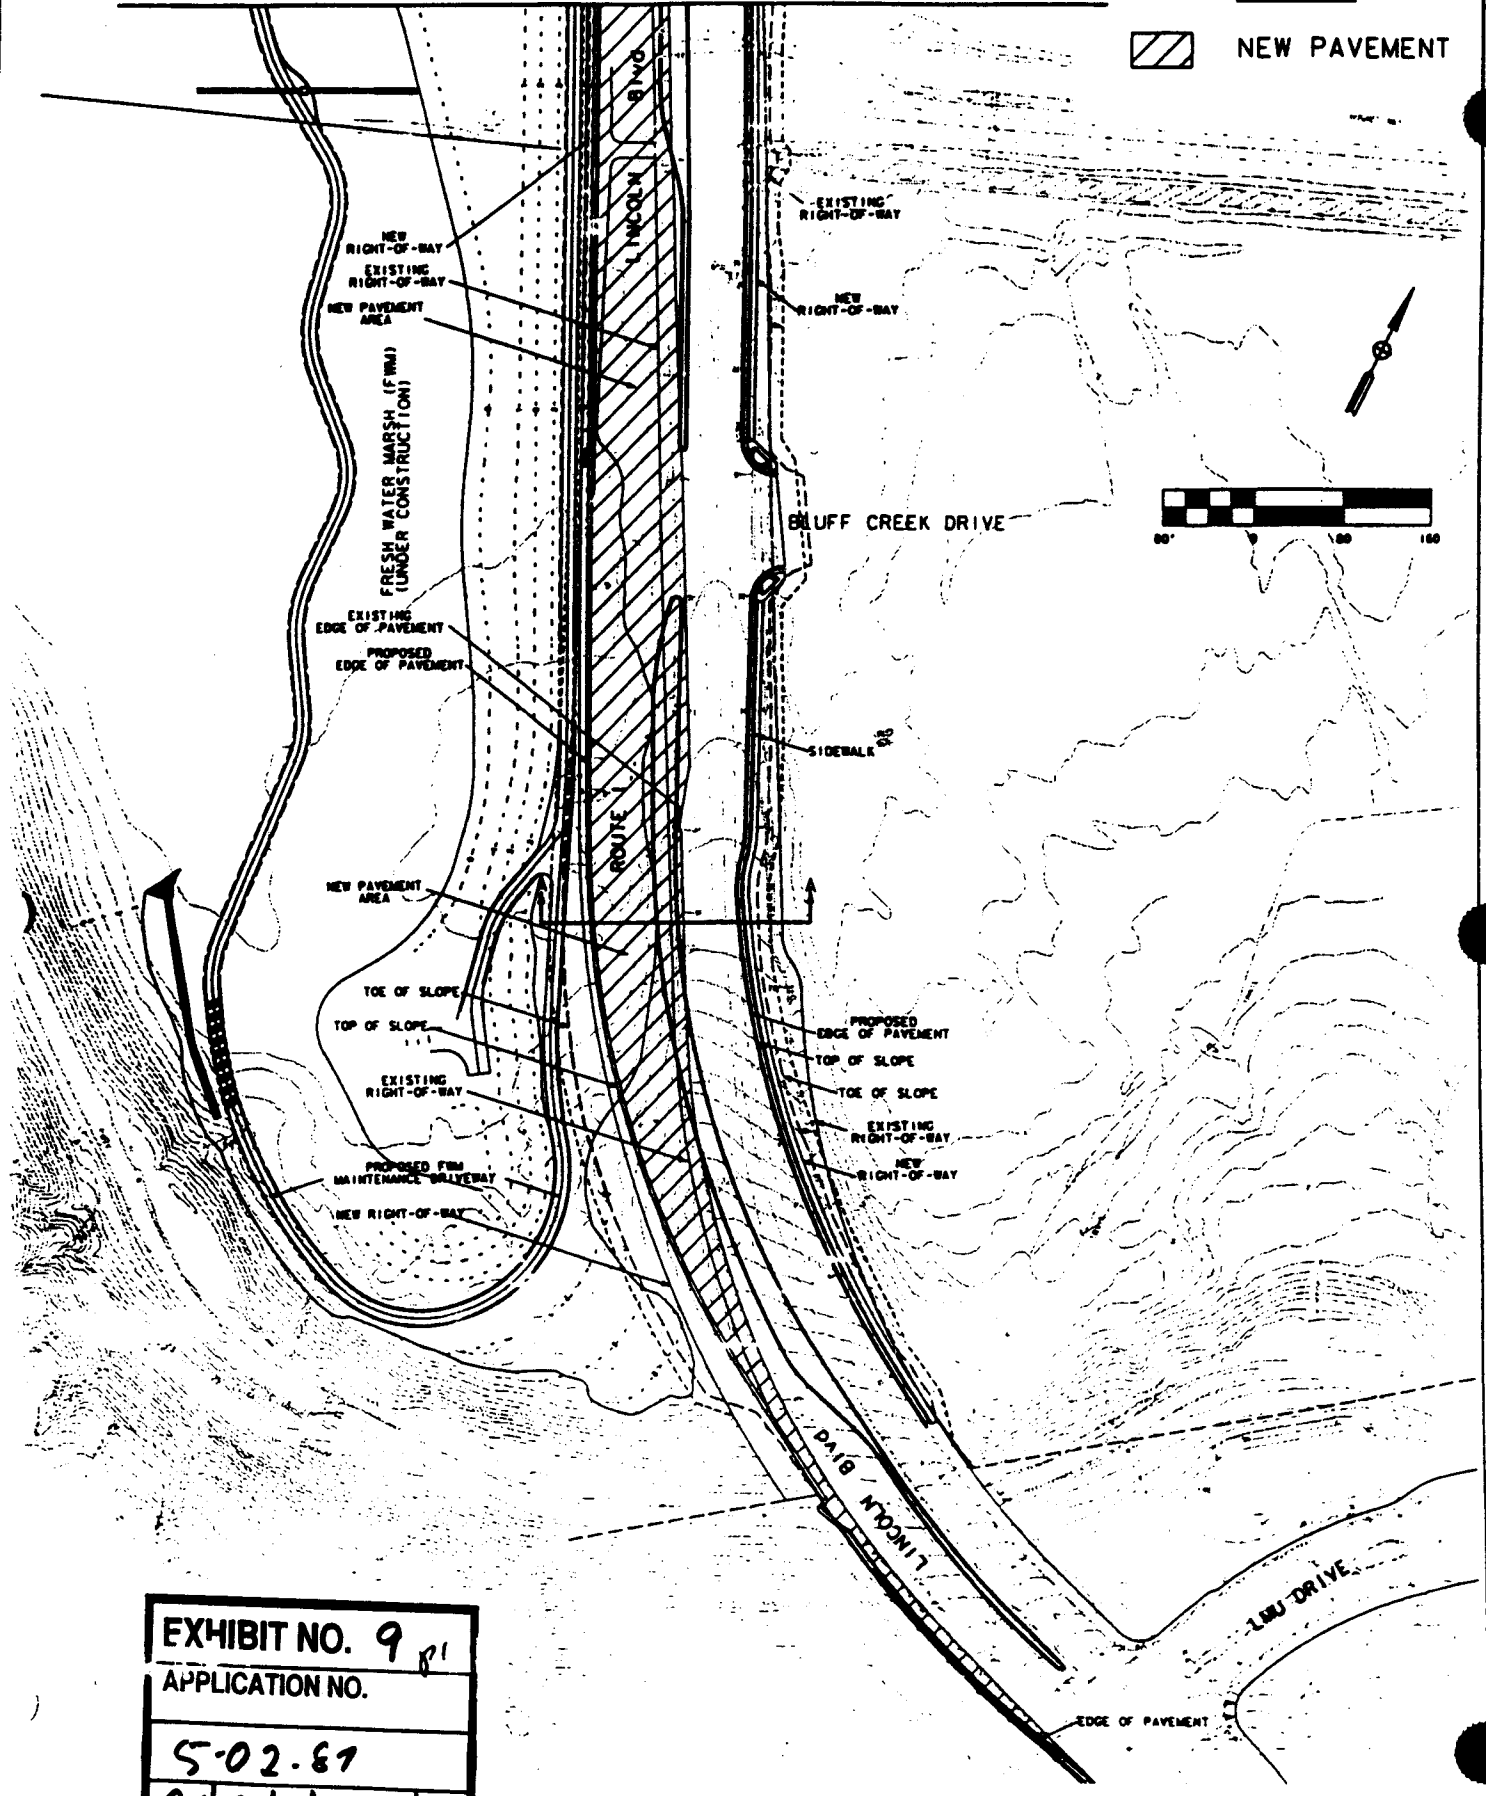 NEW PAVEMENT
BLVD
LINCOLN
EXISTING
RIGHT-OF-WAY
NEW
RIGHT-OF-WAY
EXISTING
RIGHT-OF-WAY
NEW PAVEMENT
AREA
NEW
RIGHT-OF-WAY
FRESH WATER MARSH (FWM)
(UNDER CONSTRUCTION)
BLUFF CREEK DRIVE
80'
0
80
160
EXISTING
EDGE OF PAVEMENT
PROPOSED
EDGE OF PAVEMENT
SIDEWALK
ROUTE 1
NEW PAVEMENT
AREA
TOE OF SLOPE
TOP OF SLOPE
EXISTING
RIGHT-OF-WAY
PROPOSED
EDGE OF PAVEMENT
TOP OF SLOPE
TOE OF SLOPE
EXISTING
RIGHT-OF-WAY
NEW
RIGHT-OF-WAY
PROPOSED FWM
MAINTENANCE DRIVEWAY
NEW RIGHT-OF-WAY
LINCOLN BLVD
LMU DRIVE
EDGE OF PAVEMENT
EXHIBIT NO. 9 p1
APPLICATION NO.
5-02-87